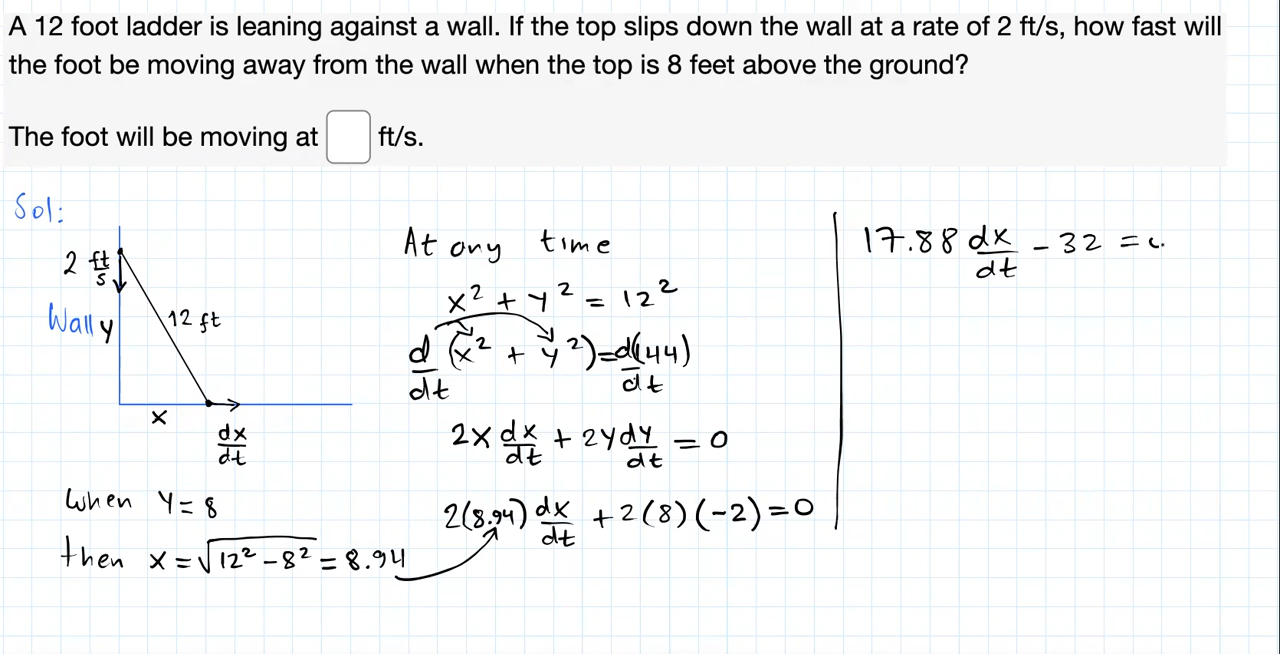 A 12 foot ladder is leaning against a wall. If the top slips down the wall at a rate of 2 ft/s, how fast will
the foot be moving away from the wall when the top is 8 feet above the ground?
The foot will be moving at ft/s.
Sol:
2 ft/s
Wall y
12 ft
x
dx/dt
When y = 8
then x = √(12² - 8²) = 8.94
At any time
x² + y² = 12²
d/dt (x² + y²) = d(144)/dt
2x dx/dt + 2y dy/dt = 0
2(8.94) dx/dt + 2(8)(-2) = 0
17.88 dx/dt - 32 =